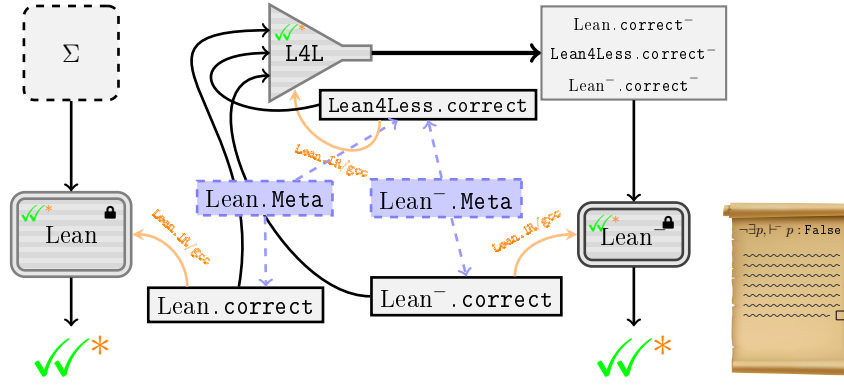 Σ
L4L
Lean.correct⁻
Lean4Less.correct⁻
Lean⁻.correct⁻
Lean4Less.correct
Lean.IR/gcc
Lean.Meta
Lean⁻.Meta
Lean
Lean.IR/gcc
Lean.IR/gcc
Lean⁻
¬∃p,⊢⁻ p : False
Lean.correct
Lean⁻.correct